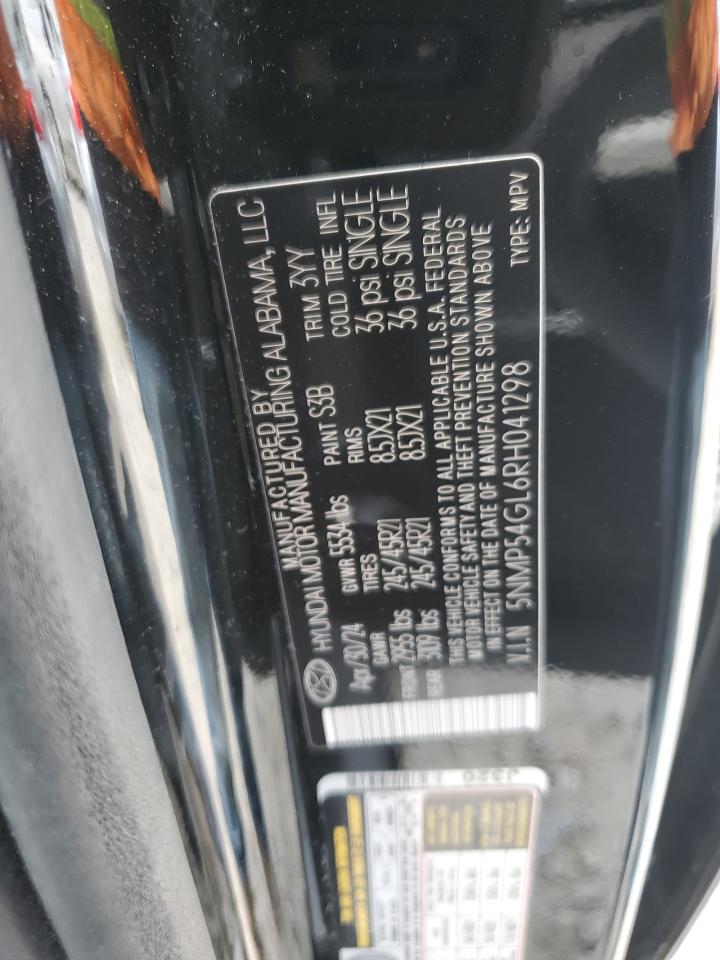 MANUFACTURED BY
HYUNDAI MOTOR MANUFACTURING ALABAMA, LLC
Apr/30/24 GVWR 5534 lbs PAINT S3B TRIM 3YY
GAWR TIRES RIMS COLD TIRE INFL
FRONT 2755 lbs 245/45R21 8.5JX21 36 psi SINGLE
REAR 3109 lbs 245/45R21 8.5JX21 36 psi SINGLE
THIS VEHICLE CONFORMS TO ALL APPLICABLE U.S.A. FEDERAL
MOTOR VEHICLE SAFETY AND THEFT PREVENTION STANDARDS
IN EFFECT ON THE DATE OF MANUFACTURE SHOWN ABOVE
V.I.N 5NMP54GL6RH041298 TYPE: MPV
J320